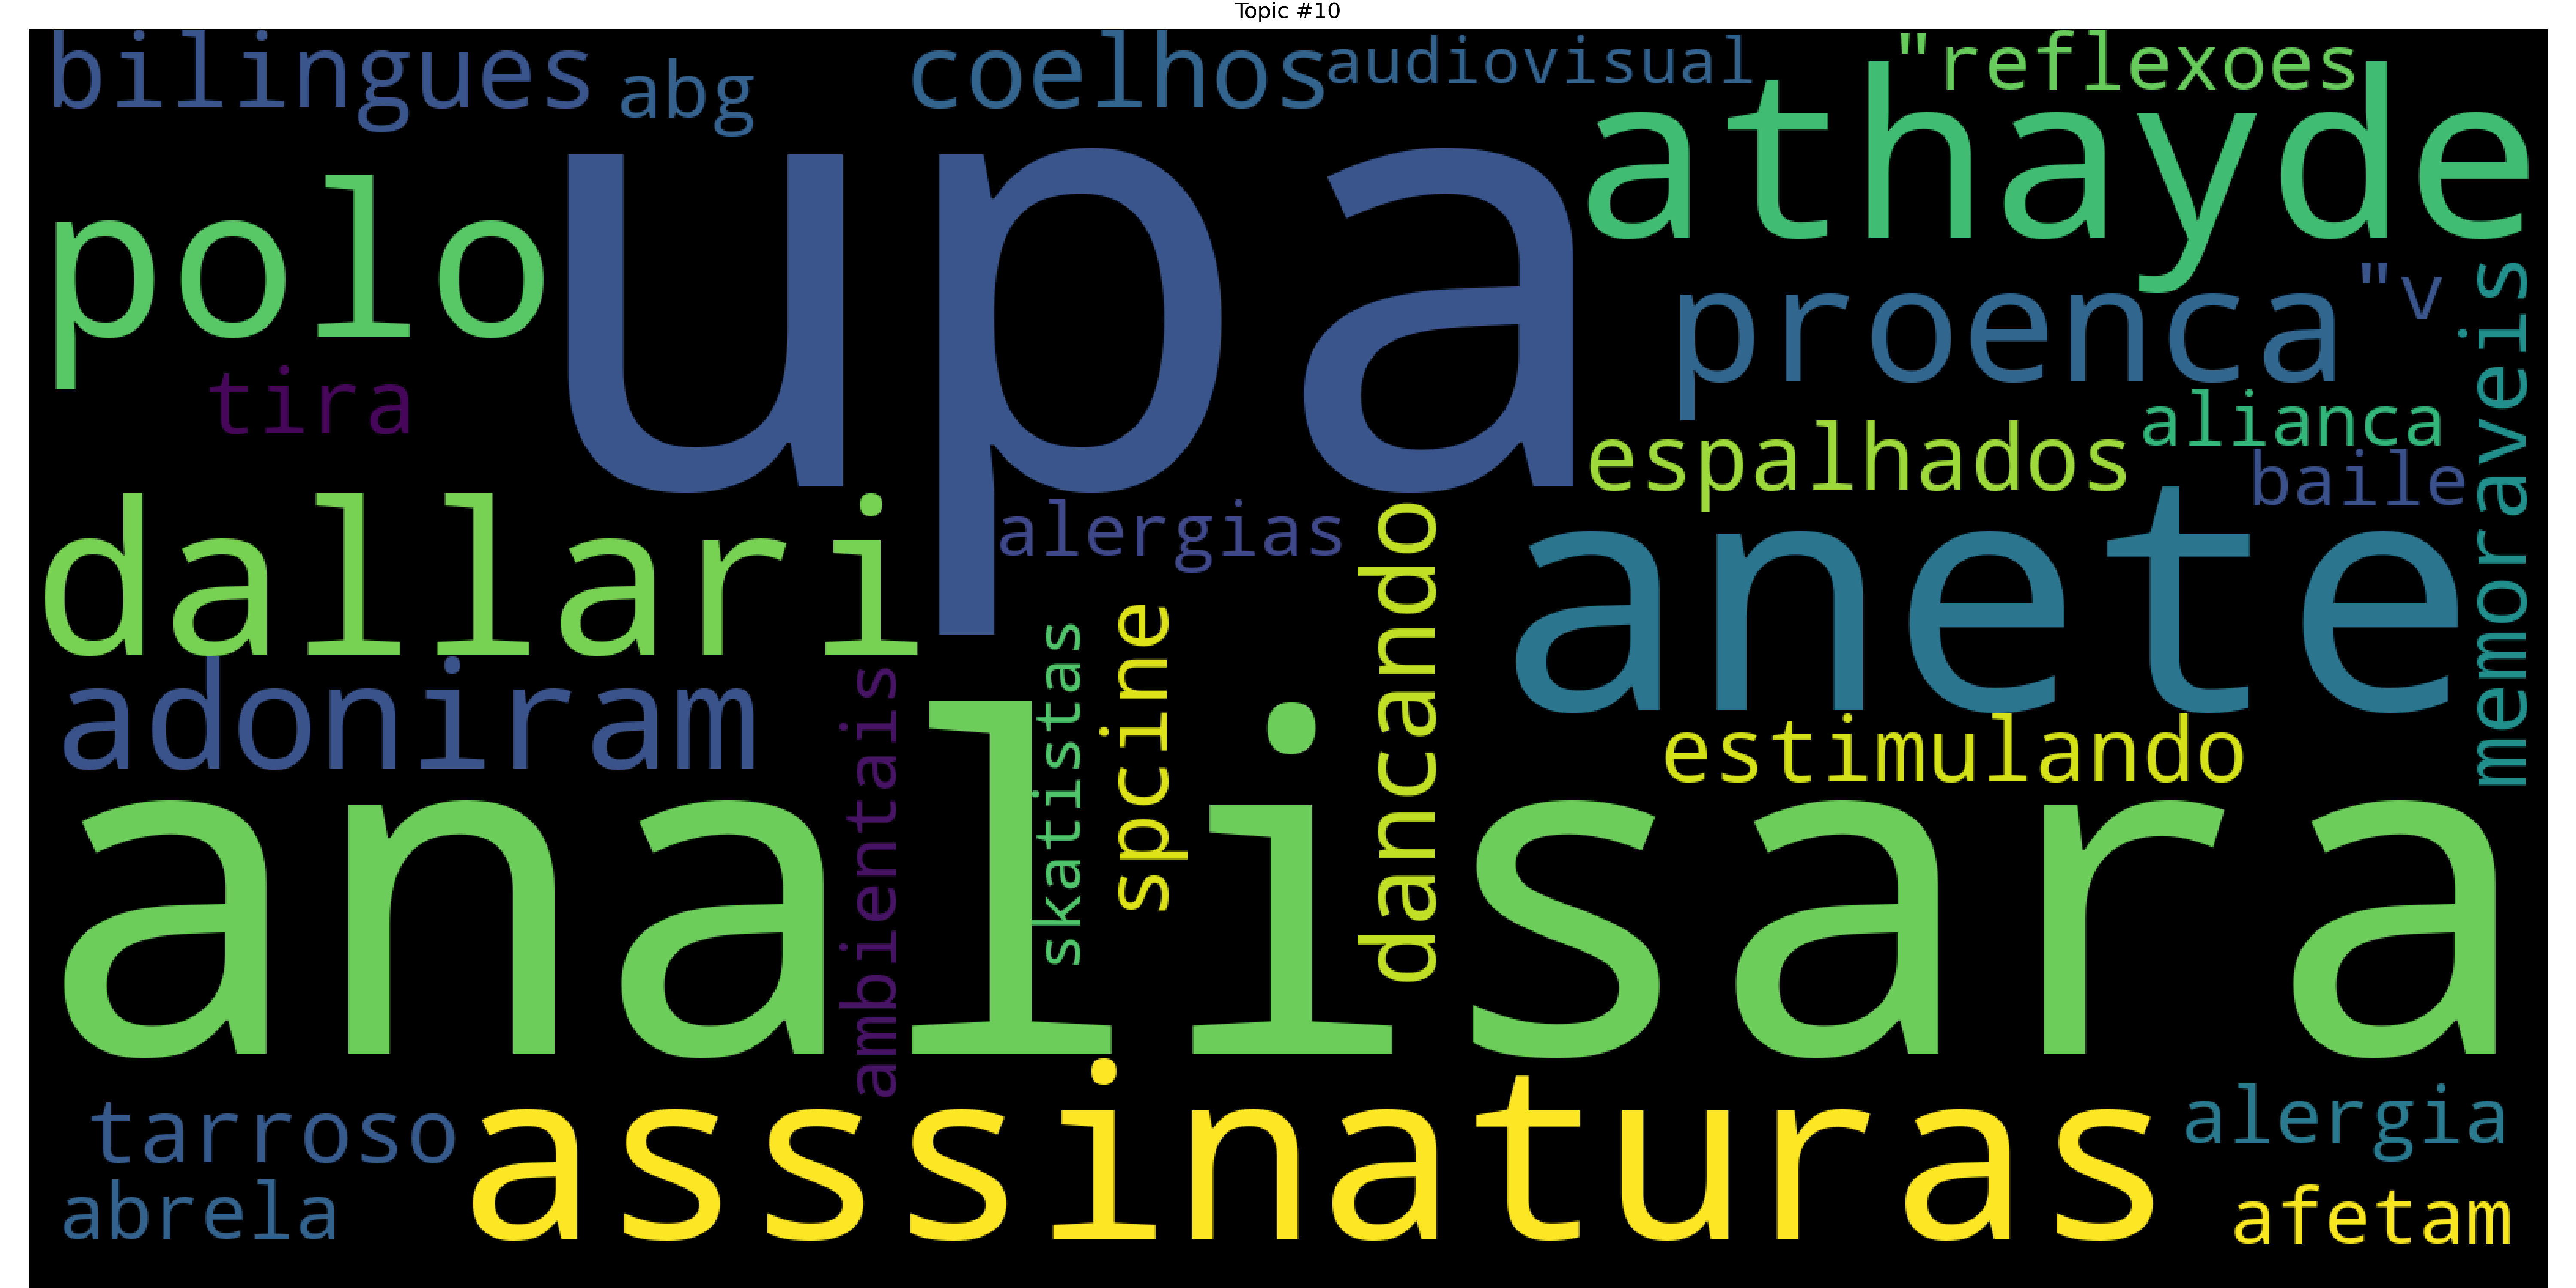 Topic #10
bilingues
abg
coelhos
audiovisual
"reflexoes
athayde
upa
polo
proenca
"v
memoraveis
tira
alianca
espalhados
baile
dallari
alergias
dancando
anete
adoniram
ambientais
skatistas
spcine
estimulando
analisara
tarroso
asssinaturas
alergia
abrela
afetam